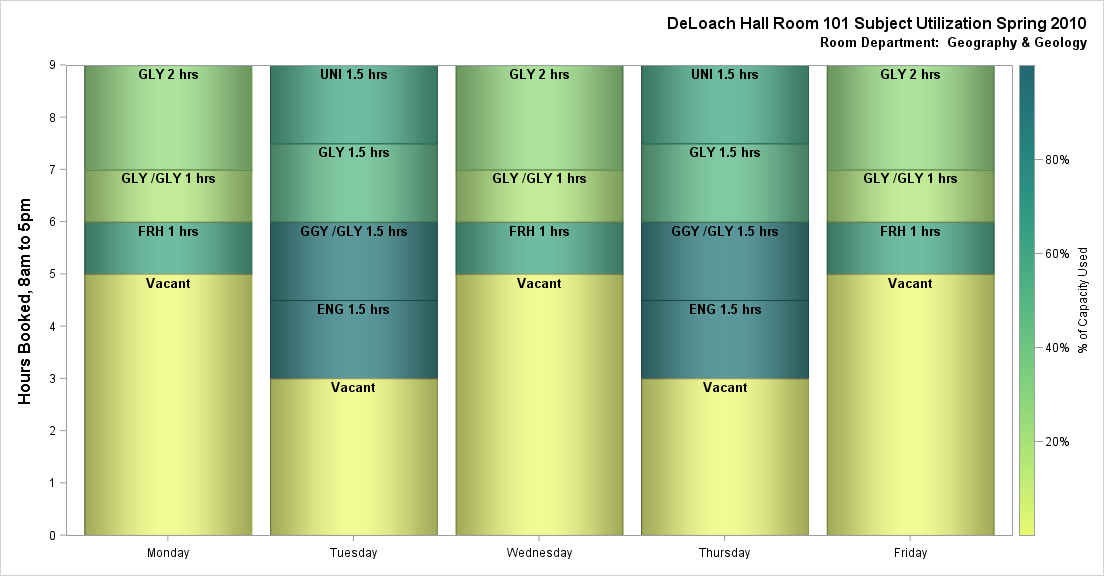 DeLoach Hall Room 101 Subject Utilization Spring 2010
Room Department:  Geography & Geology
Hours Booked, 8am to 5pm
9
8
7
6
5
4
3
2
1
0
GLY 2 hrs
GLY /GLY 1 hrs
FRH 1 hrs
Vacant
UNI 1.5 hrs
GLY 1.5 hrs
GGY /GLY 1.5 hrs
ENG 1.5 hrs
Vacant
GLY 2 hrs
GLY /GLY 1 hrs
FRH 1 hrs
Vacant
UNI 1.5 hrs
GLY 1.5 hrs
GGY /GLY 1.5 hrs
ENG 1.5 hrs
Vacant
GLY 2 hrs
GLY /GLY 1 hrs
FRH 1 hrs
Vacant
Monday
Tuesday
Wednesday
Thursday
Friday
80%
60%
40%
20%
% of Capacity Used